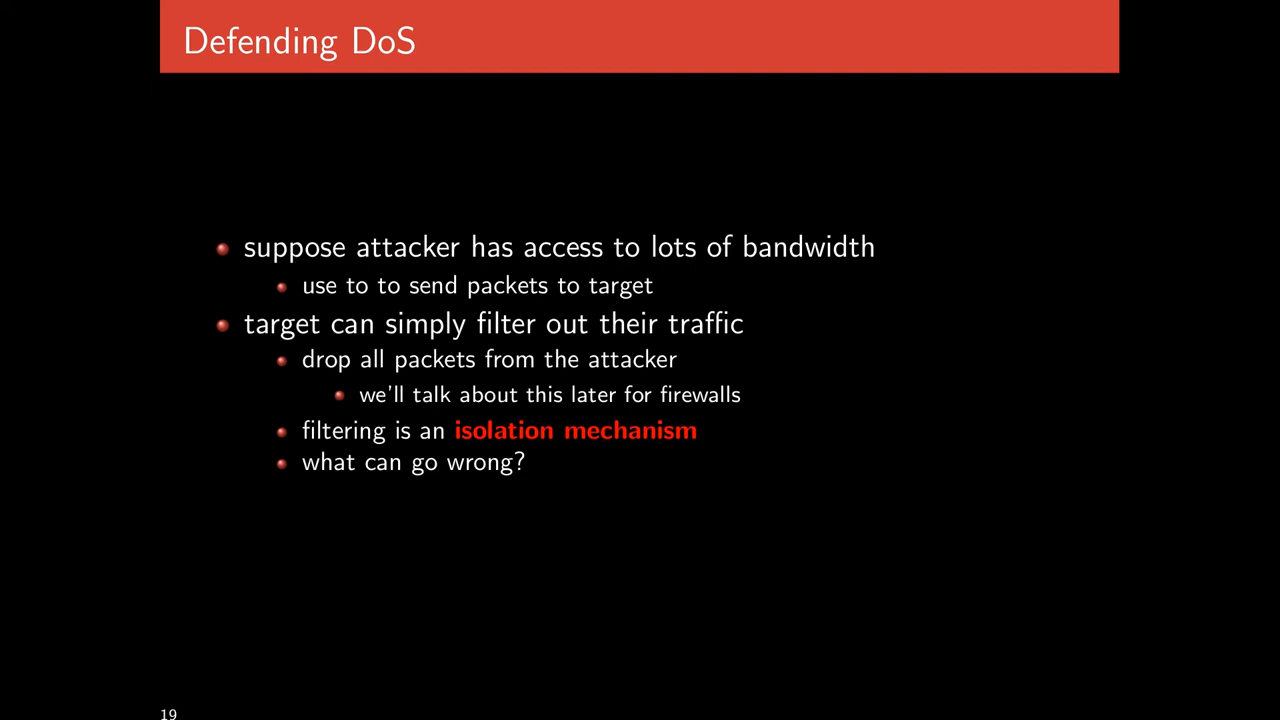 Defending DoS
suppose attacker has access to lots of bandwidth
use to to send packets to target
target can simply filter out their traffic
drop all packets from the attacker
we'll talk about this later for firewalls
filtering is an isolation mechanism
what can go wrong?
19